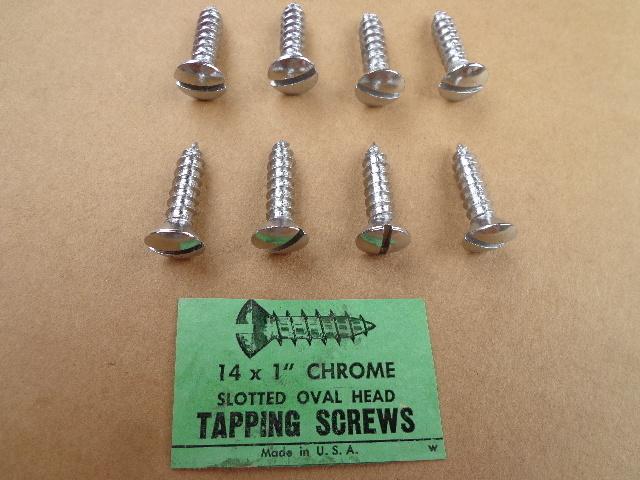 14 x 1" CHROME
SLOTTED OVAL HEAD
TAPPING SCREWS
Made in U. S. A.
W